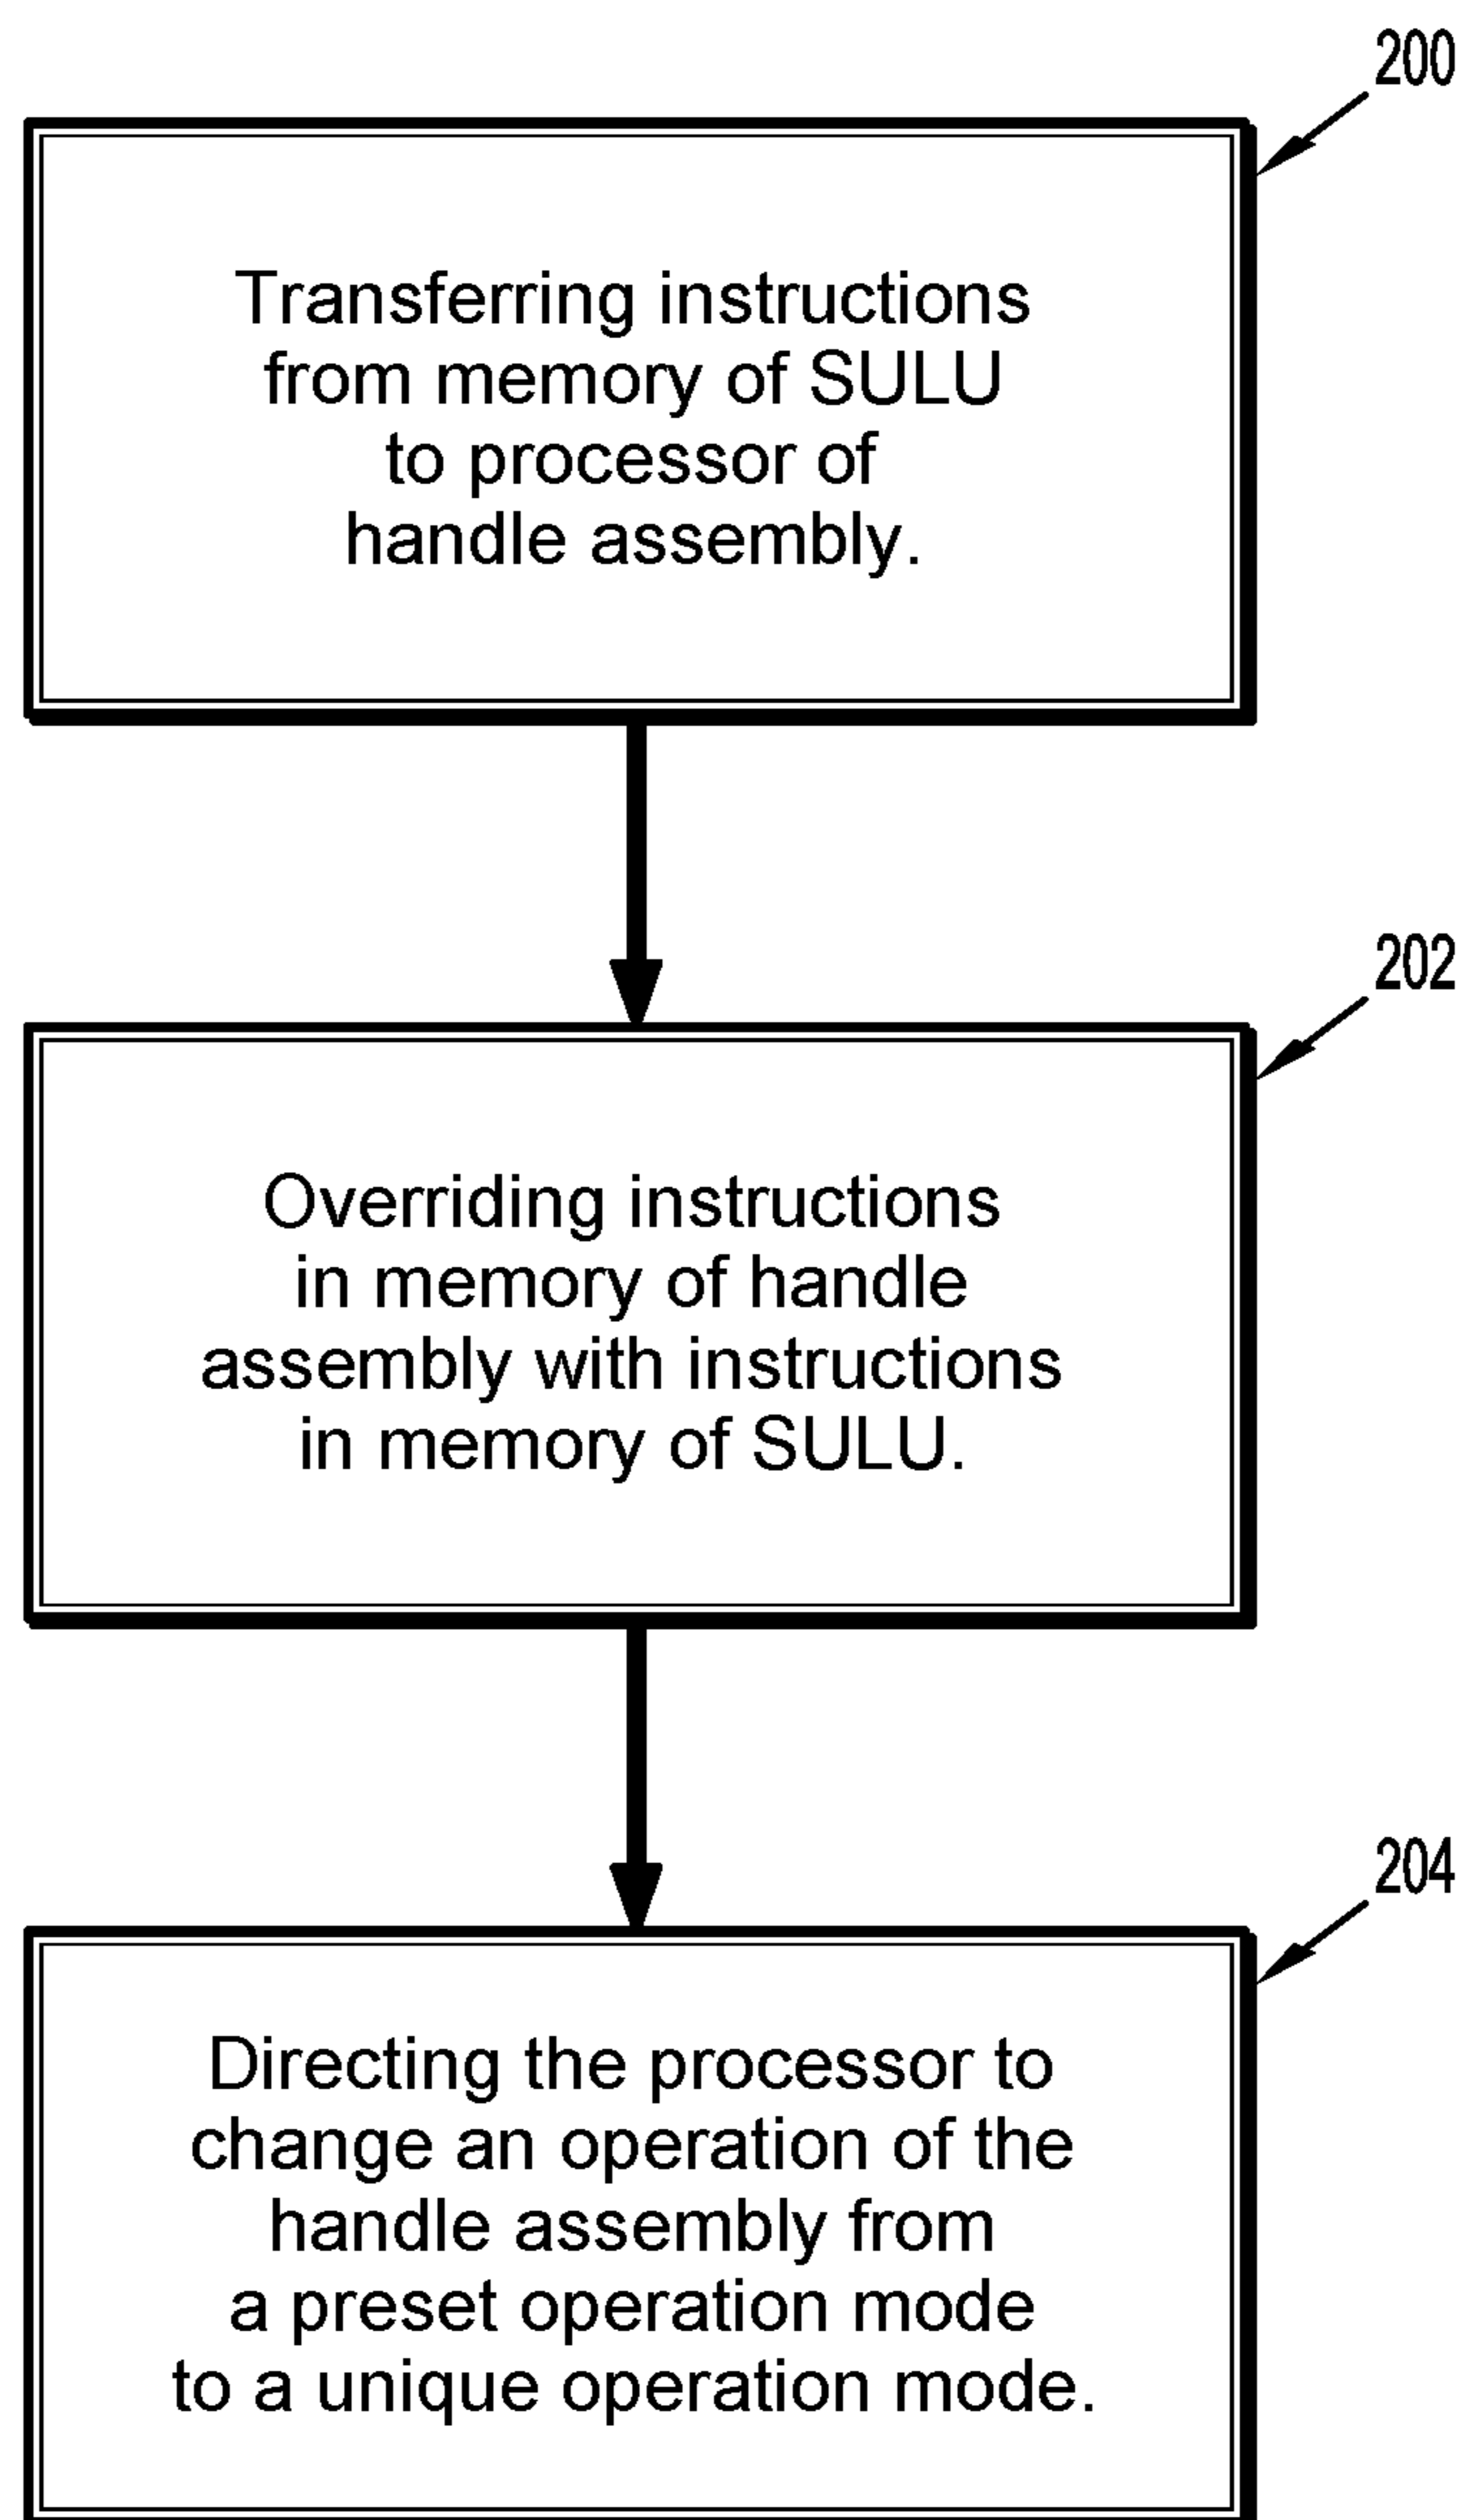 200
Transferring instructions
from memory of SULU
to processor of
handle assembly.
202
Overriding instructions
in memory of handle
assembly with instructions
in memory of SULU.
204
Directing the processor to
change an operation of the
handle assembly from
a preset operation mode
to a unique operation mode.